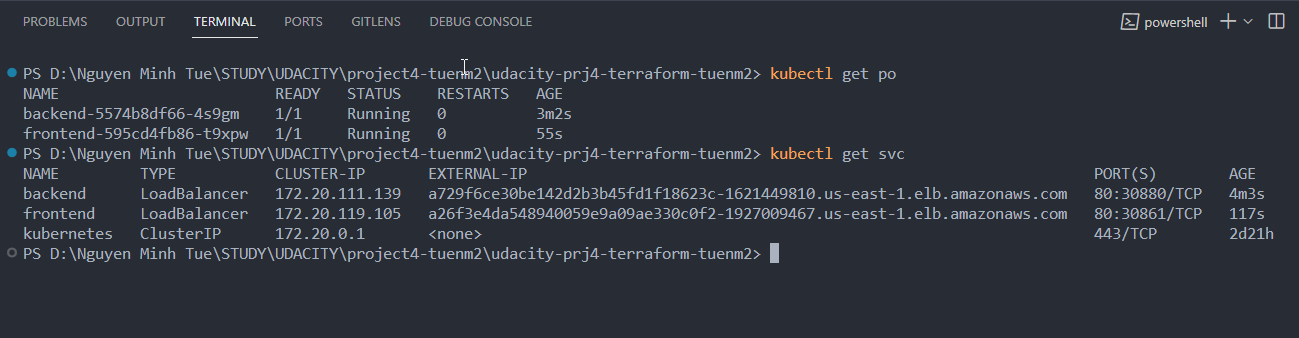 PROBLEMS OUTPUT TERMINAL PORTS GITLENS DEBUG CONSOLE powershell
PS D:\Nguyen Minh Tue\STUDY\UDACITY\project4-tuenm2\udacity-prj4-terraform-tuenm2> kubectl get po
NAME READY STATUS RESTARTS AGE
backend-5574b8df66-4s9gm 1/1 Running 0 3m2s
frontend-595cd4fb86-t9xpw 1/1 Running 0 55s
PS D:\Nguyen Minh Tue\STUDY\UDACITY\project4-tuenm2\udacity-prj4-terraform-tuenm2> kubectl get svc
NAME TYPE CLUSTER-IP EXTERNAL-IP PORT(S) AGE
backend LoadBalancer 172.20.111.139 a729f6ce30be142d2b3b45fd1f18623c-1621449810.us-east-1.elb.amazonaws.com 80:30880/TCP 4m3s
frontend LoadBalancer 172.20.119.105 a26f3e4da548940059e9a09ae330c0f2-1927009467.us-east-1.elb.amazonaws.com 80:30861/TCP 117s
kubernetes ClusterIP 172.20.0.1 <none> 443/TCP 2d21h
PS D:\Nguyen Minh Tue\STUDY\UDACITY\project4-tuenm2\udacity-prj4-terraform-tuenm2>